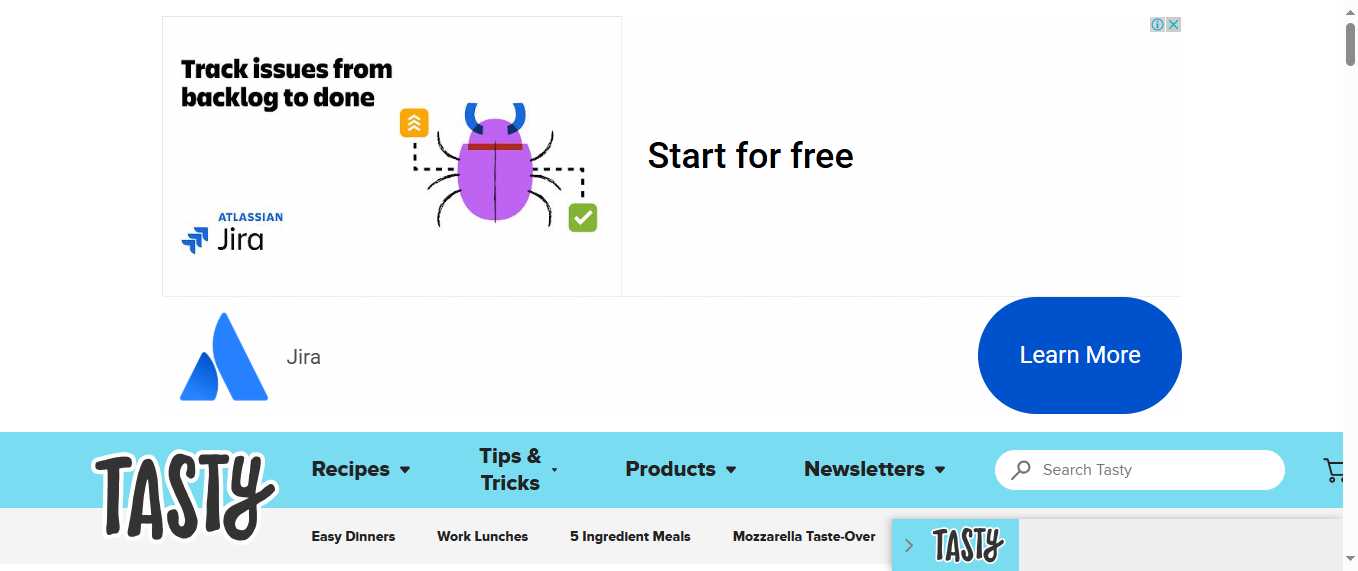 Track issues from
backlog to done
ATLASSIAN
Jira
Start for free
Jira
Learn More
TASTY
Recipes
Tips &
Tricks
Products
Newsletters
Search Tasty
Easy Dinners
Work Lunches
5 Ingredient Meals
Mozzarella Taste-Over
TASTY